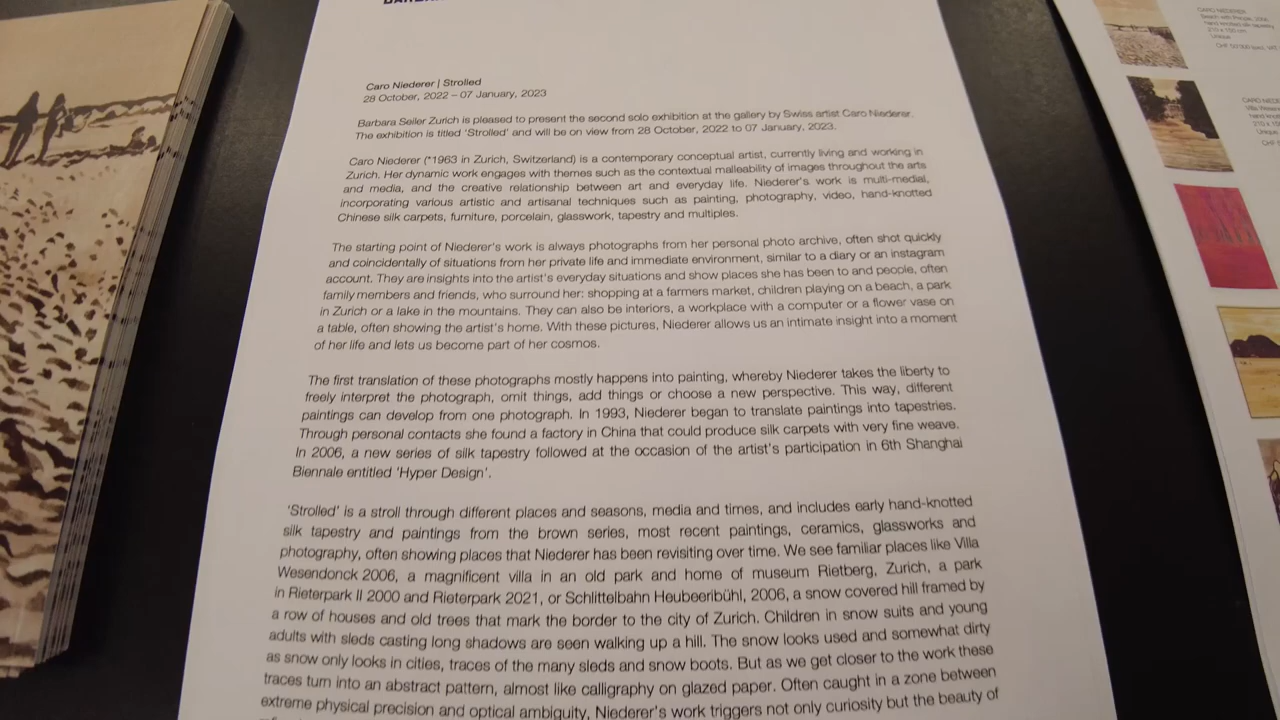 Caro Niederer | Strolled
28 October, 2022 – 07 January, 2023
Barbara Seiler Zurich is pleased to present the second solo exhibition at the gallery by Swiss artist Caro Niederer.
The exhibition is titled 'Strolled' and will be on view from 28 October, 2022 to 07 January, 2023.
Caro Niederer (*1963 in Zurich, Switzerland) is a contemporary conceptual artist, currently living and working in
Zurich. Her dynamic work engages with themes such as the contextual malleability of images throughout the arts
and media, and the creative relationship between art and everyday life. Niederer's work is multi-medial,
incorporating various artistic and artisanal techniques such as painting, photography, video, hand-knotted
Chinese silk carpets, furniture, porcelain, glasswork, tapestry and multiples.
The starting point of Niederer's work is always photographs from her personal photo archive, often shot quickly
and coincidentally of situations from her private life and immediate environment, similar to a diary or an instagram
account. They are insights into the artist's everyday situations and show places she has been to and people, often
family members and friends, who surround her: shopping at a farmers market, children playing on a beach, a park
in Zurich or a lake in the mountains. They can also be interiors, a workplace with a computer or a flower vase on
a table, often showing the artist's home. With these pictures, Niederer allows us an intimate insight into a moment
of her life and lets us become part of her cosmos.
The first translation of these photographs mostly happens into painting, whereby Niederer takes the liberty to
freely interpret the photograph, omit things, add things or choose a new perspective. This way, different
paintings can develop from one photograph. In 1993, Niederer began to translate paintings into tapestries.
Through personal contacts she found a factory in China that could produce silk carpets with very fine weave.
In 2006, a new series of silk tapestry followed at the occasion of the artist's participation in 6th Shanghai
Biennale entitled 'Hyper Design'.
'Strolled' is a stroll through different places and seasons, media and times, and includes early hand-knotted
silk tapestry and paintings from the brown series, most recent paintings, ceramics, glassworks and
photography, often showing places that Niederer has been revisiting over time. We see familiar places like Villa
Wesendonck 2006, a magnificent villa in an old park and home of museum Rietberg, Zurich, a park
in Rieterpark II 2000 and Rieterpark 2021, or Schlittelbahn Heubeeribühl, 2006, a snow covered hill framed by
a row of houses and old trees that mark the border to the city of Zurich. Children in snow suits and young
adults with sleds casting long shadows are seen walking up a hill. The snow looks used and somewhat dirty
as snow only looks in cities, traces of the many sleds and snow boots. But as we get closer to the work these
traces turn into an abstract pattern, almost like calligraphy on glazed paper. Often caught in a zone between
extreme physical precision and optical ambiguity, Niederer's work triggers not only curiosity but the beauty of
CARO NIEDERER
Beach with People, 2006
hand knotted silk tapestry
210 x 150 cm
Unique